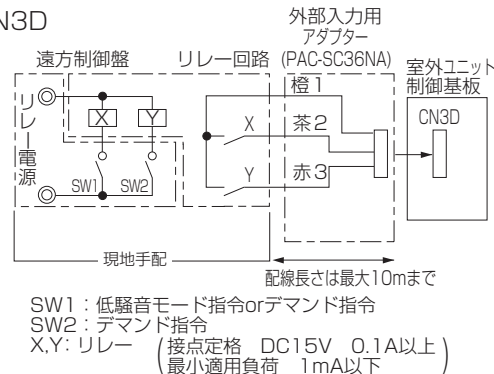 CN3D
外部入力用
アダプター
(PAC-SC36NA)
遠方制御盤
リレー回路
室外ユニット
制御基板
リレー電源
X
Y
SW1
SW2
X
Y
橙1
茶2
赤3
CN3D
現地手配
配線長さは最大10mまで
SW1:低騒音モード指令orデマンド指令
SW2:デマンド指令
X,Y:リレー (接点定格 DC15V 0.1A以上
最小適用負荷 1mA以下)